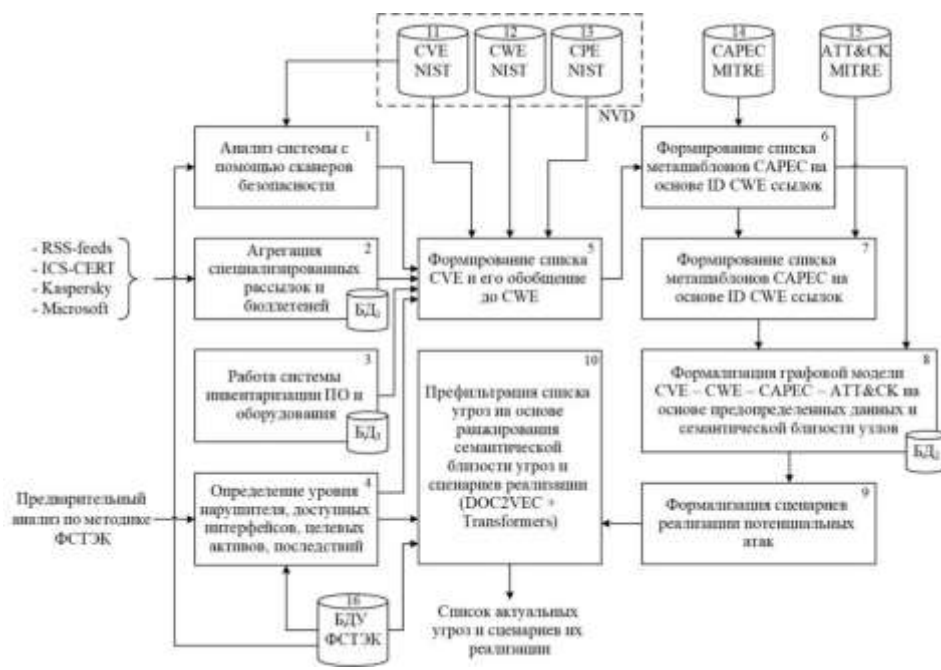 11
CVE
NIST
12
CWE
NIST
13
CPE
NIST
NVD
14
CAPEC
MITRE
15
ATT&CK
MITRE
1
Анализ системы с
помощью сканеров
безопасности
- RSS-feeds
- ICS-CERT
- Kaspersky
- Microsoft
2
Агрегация
специализированных
рассылок и
бюллетеней
3
Работа системы
инвентаризации ПО и
оборудования
Предварительный
анализ по методике
ФСТЭК
4
Определение уровня
нарушителя, доступных
интерфейсов, целевых
активов, последствий
16
БДУ
ФСТЭК
5
Формирование списка
CVE и его обобщение
до CWE
6
Формирование списка
меташаблонов CAPEC на
основе ID CWE ссылок
7
Формирование списка
меташаблонов CAPEC на
основе ID CWE ссылок
8
Формализация графовой модели
CVE – CWE – CAPEC – ATT&CK на
основе предопределенных данных и
семантической близости узлов
9
Формализация сценариев
реализации потенциальных
атак
10
Префильтрация списка
угроз на основе
ранжирования
семантической
близости угроз и
сценариев реализации
(DOC2VEC +
Transformers)
Список актуальных
угроз и сценариев их
реализации